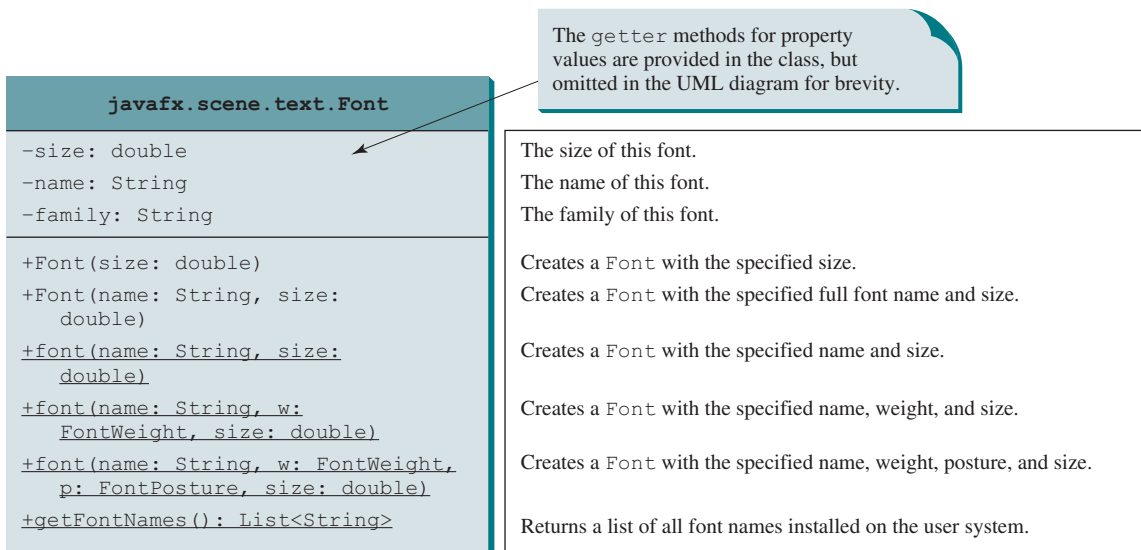 The getter methods for property
values are provided in the class, but
omitted in the UML diagram for brevity.
javafx.scene.text.Font
-size: double
The size of this font.
-name: String
The name of this font.
-family: String
The family of this font.
+Font(size: double)
Creates a Font with the specified size.
+Font(name: String, size:
double)
Creates a Font with the specified full font name and size.
+font(name: String, size:
double)
Creates a Font with the specified name and size.
+font(name: String, w:
FontWeight, size: double)
Creates a Font with the specified name, weight, and size.
+font(name: String, w: FontWeight,
p: FontPosture, size: double)
Creates a Font with the specified name, weight, posture, and size.
+getFontNames(): List<String>
Returns a list of all font names installed on the user system.